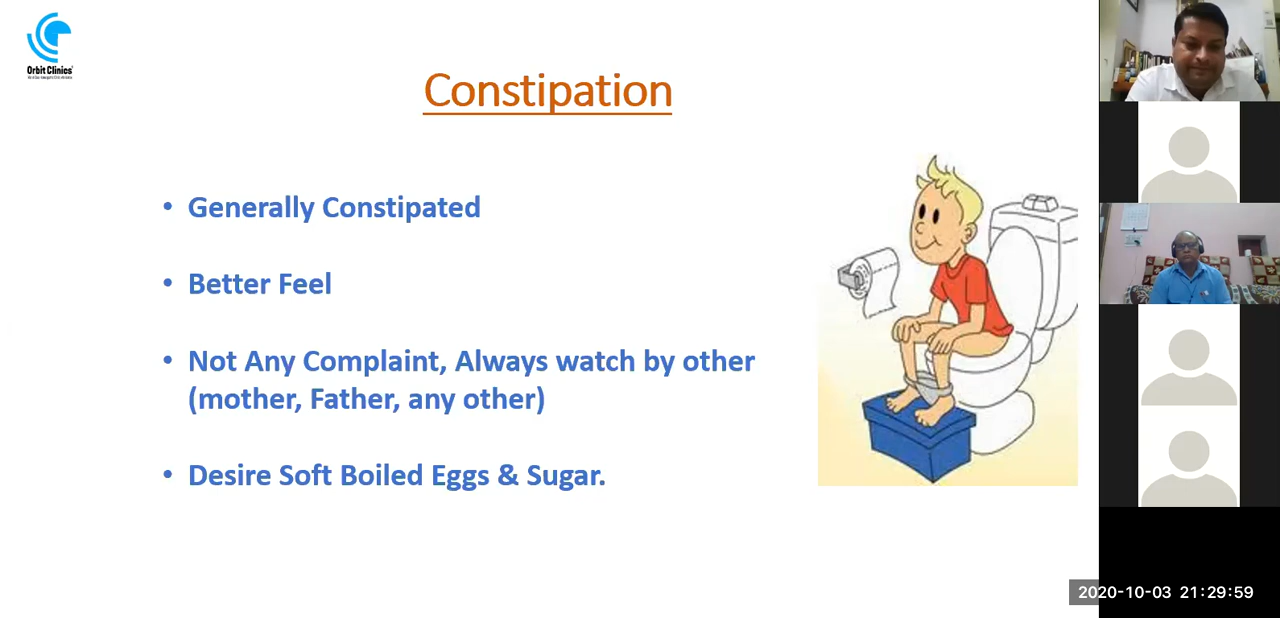 Orbit Clinics
Constipation
• Generally Constipated
• Better Feel
• Not Any Complaint, Always watch by other
(mother, Father, any other)
• Desire Soft Boiled Eggs & Sugar.
2020-10-03 21:29:59